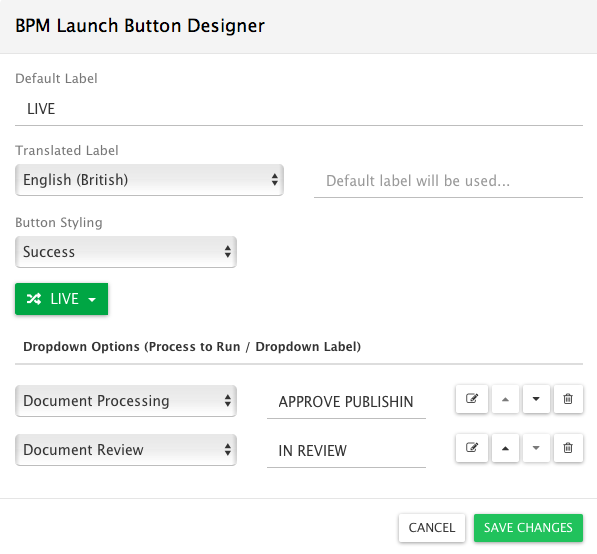 BPM Launch Button Designer
Default Label
LIVE
Translated Label
English (British)
Default label will be used...
Button Styling
Success
LIVE
Dropdown Options (Process to Run / Dropdown Label)
Document Processing
APPROVE PUBLISHIN
Document Review
IN REVIEW
CANCEL
SAVE CHANGES